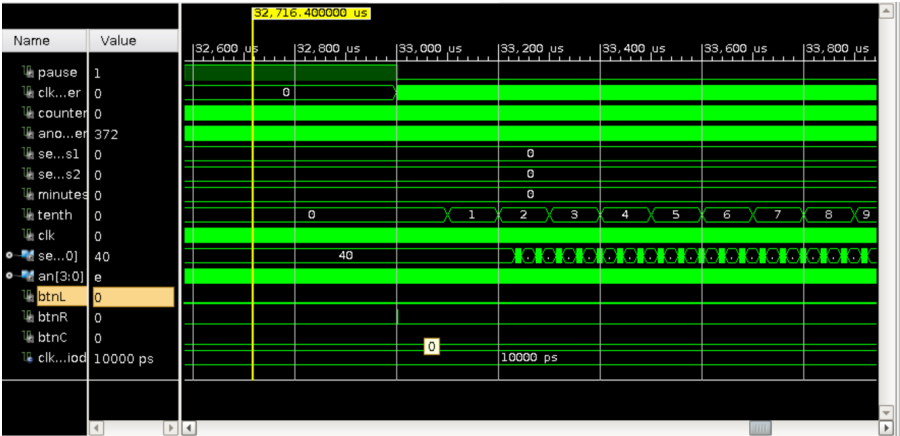 32,716.400000 us
Name Value
32,600 us 32,800 us 33,000 us 33,200 us 33,400 us 33,600 us 33,800 us
pause 1
clk...er 0 0
counter 0
ano...er 372
se...s1 0 0
se...s2 0 0
minutes 0 0
tenth 0 0 1 2 3 4 5 6 7 8 9
clk 0
se...0] 40 40
an[3:0] e
btnL 0
btnR 0
btnC 0 0
clk...iod 10000 ps 10000 ps